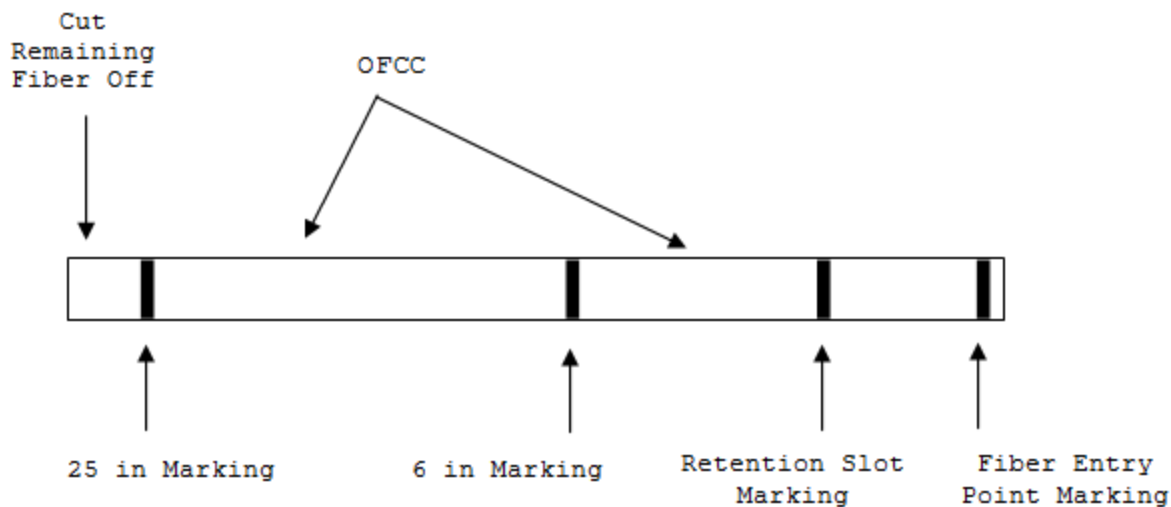 Cut
Remaining
Fiber Off
OFCC
25 in Marking
6 in Marking
Retention Slot
Marking
Fiber Entry
Point Marking